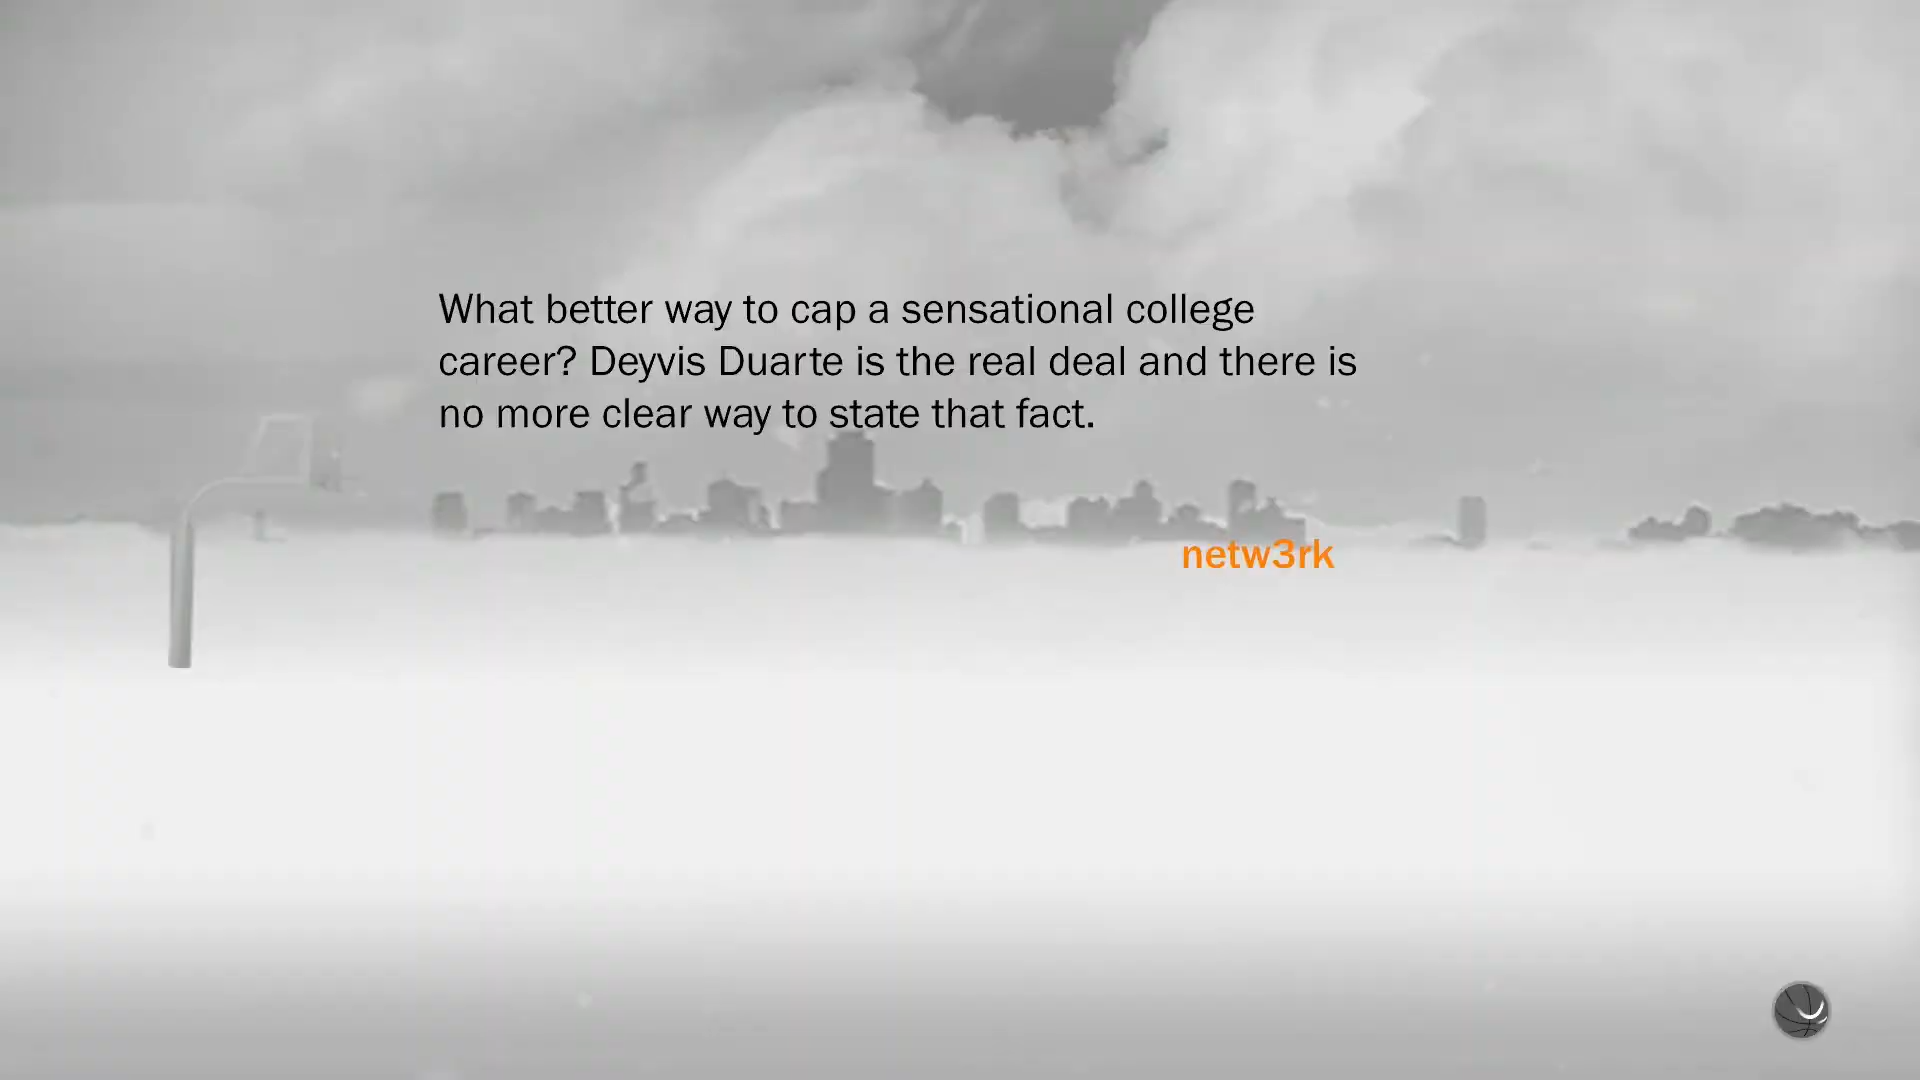 What better way to cap a sensational college
career? Deyvis Duarte is the real deal and there is
no more clear way to state that fact.
netw3rk